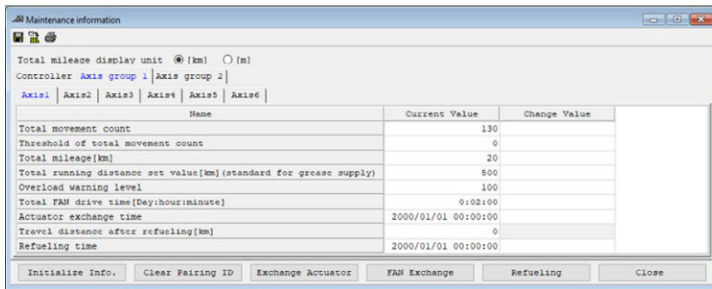 Maintenance information
Total mileage display unit [km] [m]
Controller Axis group 1 Axis group 2
Axis1 Axis2 Axis3 Axis4 Axis5 Axis6
Name Current Value Change Value
Total movement count 130
Threshold of total movement count 0
Total mileage[km] 20
Total running distance set value[km](standard for grease supply) 500
Overload warning level 100
Total FAN drive time[Day:hour:minute] 0:02:00
Actuator exchange time 2000/01/01 00:00:00
Travel distance after refueling[km] 0
Refueling time 2000/01/01 00:00:00
Initialize Info. Clear Pairing ID Exchange Actuator FAN Exchange Refueling Close